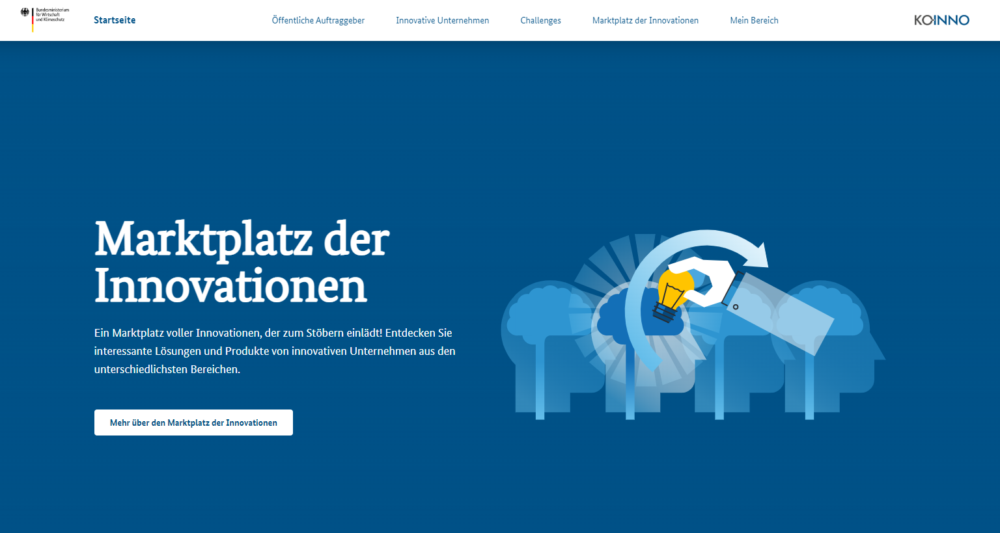 Bundesministerium
für Wirtschaft
und Klimaschutz
Startseite
Öffentliche Auftraggeber
Innovative Unternehmen
Challenges
Marktplatz der Innovationen
Mein Bereich
KOINNO
Marktplatz der
Innovationen
Ein Marktplatz voller Innovationen, der zum Stöbern einlädt! Entdecken Sie
interessante Lösungen und Produkte von innovativen Unternehmen aus den
unterschiedlichsten Bereichen.
Mehr über den Marktplatz der Innovationen